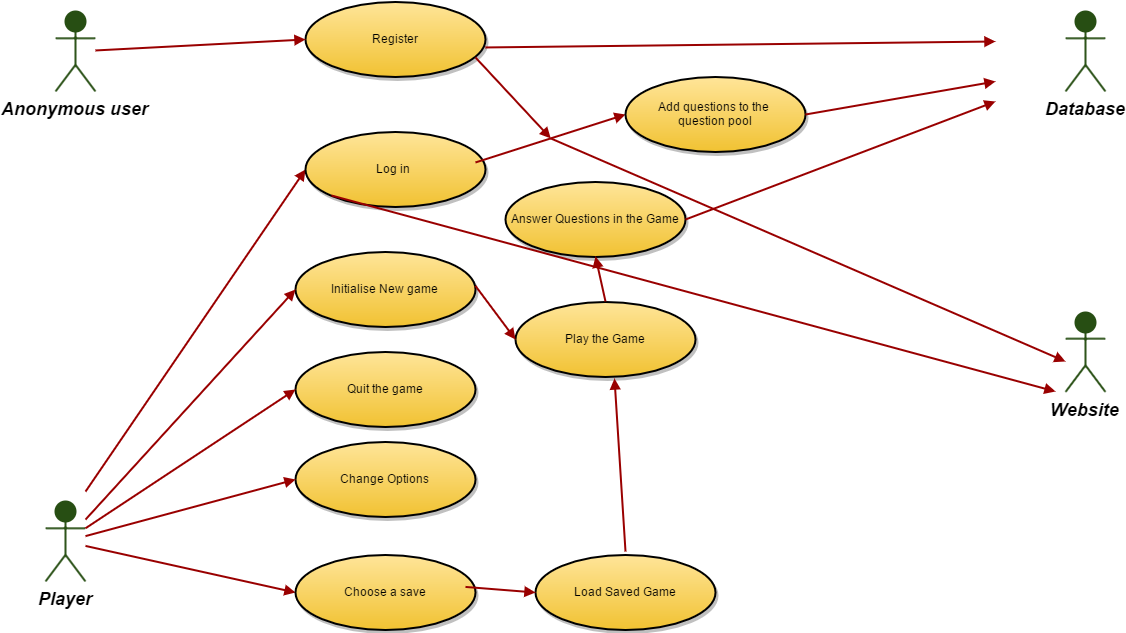 Register
Anonymous user
Database
Add questions to the
question pool
Log in
Answer Questions in the Game
Initialise New game
Play the Game
Quit the game
Website
Change Options
Player
Choose a save
Load Saved Game